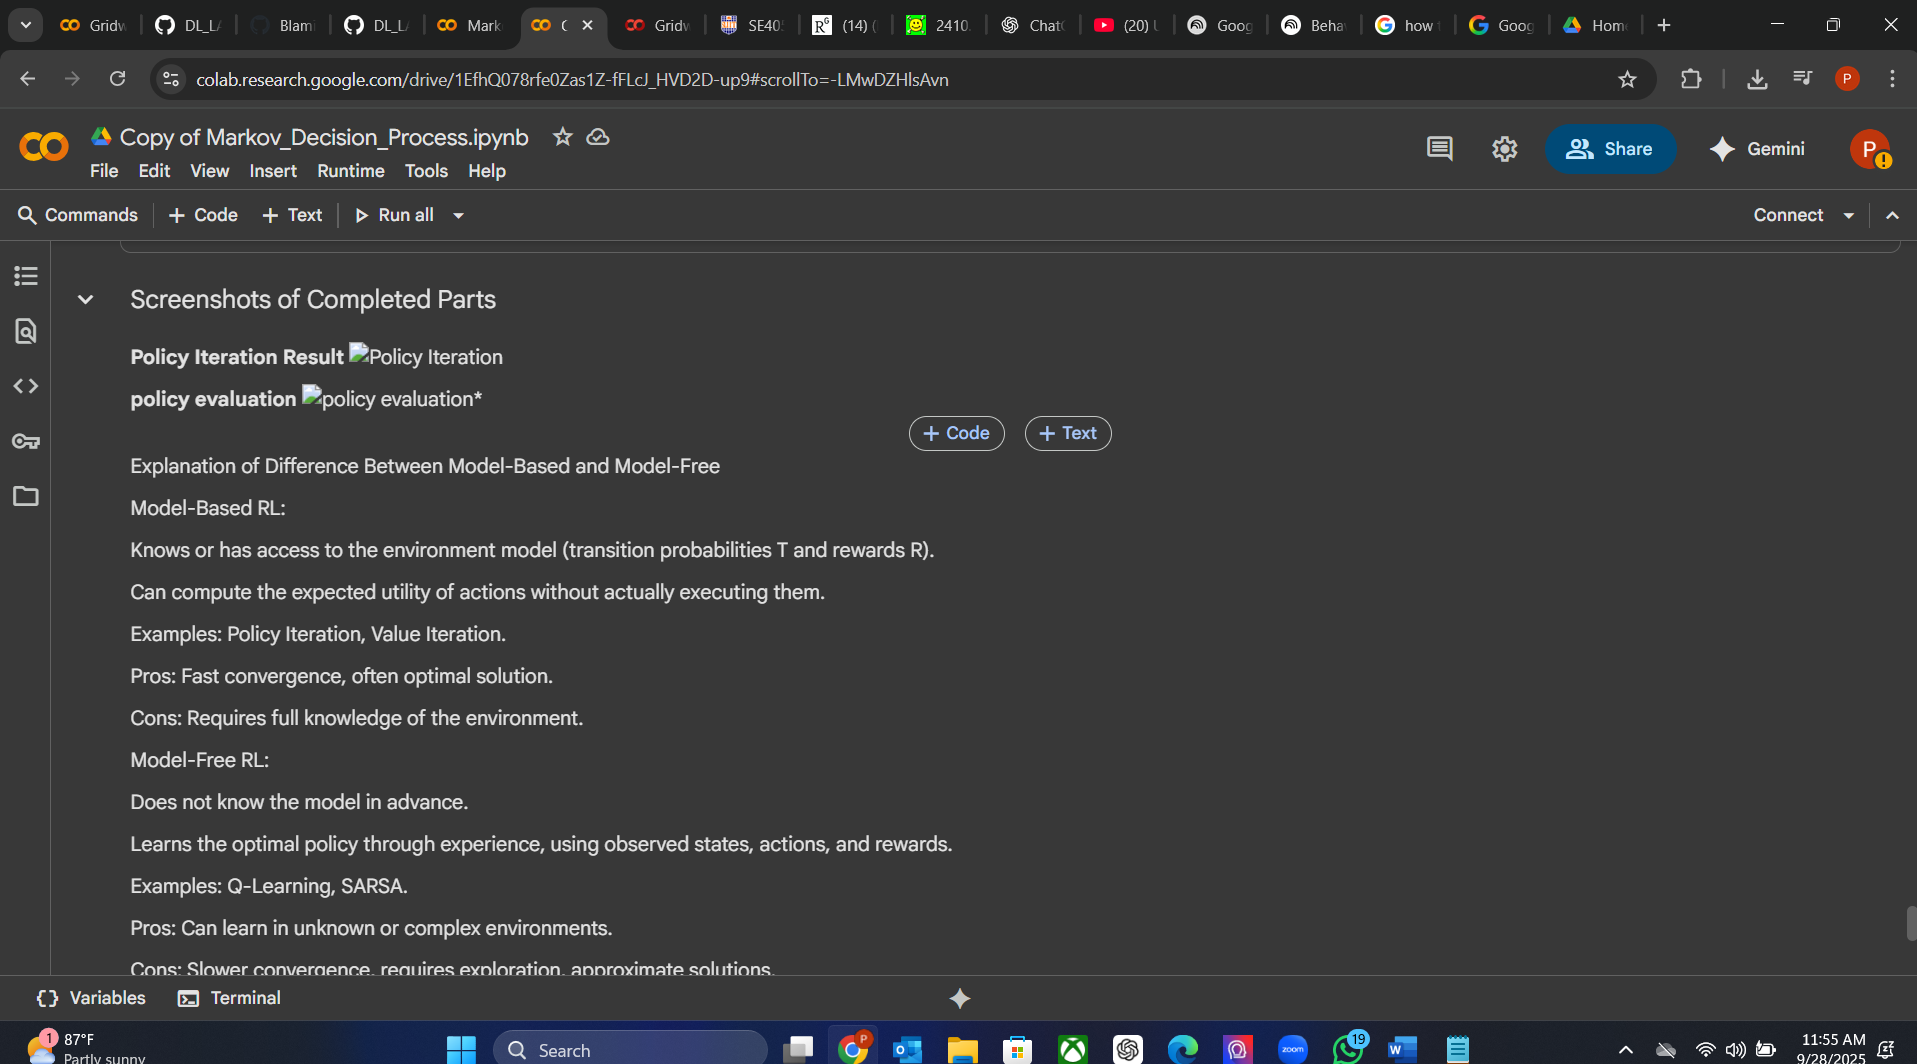 Gridw
DL_LA
Blami
DL_LA
Mark
C
Gridw
SE40
(14) (
2410.
ChatG
(20) U
Goog
Behav
how t
Goog
Hom
colab.research.google.com/drive/1EfhQ078rfe0Zas1Z-fFLcJ_HVD2D-up9#scrollTo=-LMwDZHlsAvn
P
Copy of Markov_Decision_Process.ipynb
Share
Gemini
P
File Edit View Insert Runtime Tools Help
Commands + Code + Text Run all
Connect
Screenshots of Completed Parts
Policy Iteration Result Policy Iteration
policy evaluation policy evaluation*
+ Code + Text
Explanation of Difference Between Model-Based and Model-Free
Model-Based RL:
Knows or has access to the environment model (transition probabilities T and rewards R).
Can compute the expected utility of actions without actually executing them.
Examples: Policy Iteration, Value Iteration.
Pros: Fast convergence, often optimal solution.
Cons: Requires full knowledge of the environment.
Model-Free RL:
Does not know the model in advance.
Learns the optimal policy through experience, using observed states, actions, and rewards.
Examples: Q-Learning, SARSA.
Pros: Can learn in unknown or complex environments.
Cons: Slower convergence, requires exploration, approximate solutions.
Variables
Terminal
1
87°F
Partly sunny
Search
P
zoom
19
W
11:55 AM
9/28/2025